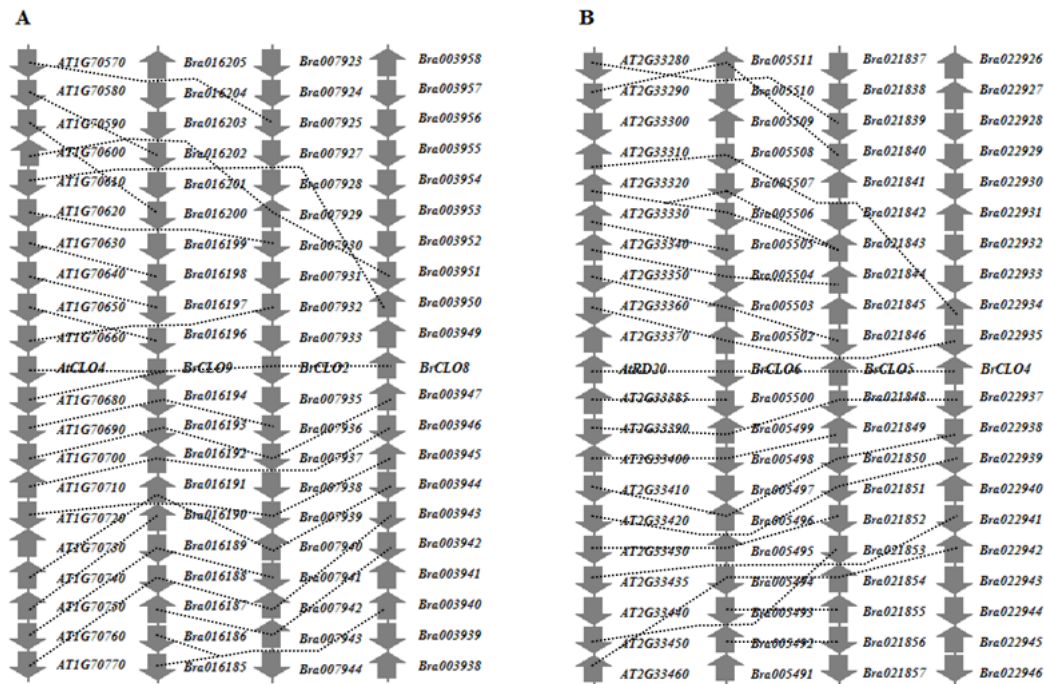 A
AT1G70570 Bra016205 Bra007923 Bra003958
AT1G70580 Bra016204 Bra007924 Bra003957
AT1G70590 Bra016203 Bra007925 Bra003956
AT1G70600 Bra016202 Bra007927 Bra003955
AT1G70610 Bra016201 Bra007928 Bra003954
AT1G70620 Bra016200 Bra007929 Bra003953
AT1G70630 Bra016199 Bra007930 Bra003952
AT1G70640 Bra016198 Bra007931 Bra003951
AT1G70650 Bra016197 Bra007932 Bra003950
AT1G70660 Bra016196 Bra007933 Bra003949
AtCLO4 BrCLO9 BrCLO2 BrCLO8
AT1G70680 Bra016194 Bra007935 Bra003947
AT1G70690 Bra016193 Bra007936 Bra003946
AT1G70700 Bra016192 Bra007937 Bra003945
AT1G70710 Bra016191 Bra007938 Bra003944
AT1G70720 Bra016190 Bra007939 Bra003943
AT1G70730 Bra016189 Bra007940 Bra003942
AT1G70740 Bra016188 Bra007941 Bra003941
AT1G70750 Bra016187 Bra007942 Bra003940
AT1G70760 Bra016186 Bra007943 Bra003939
AT1G70770 Bra016185 Bra007944 Bra003938
B
AT2G33280 Bra005511 Bra021837 Bra022926
AT2G33290 Bra005510 Bra021838 Bra022927
AT2G33300 Bra005509 Bra021839 Bra022928
AT2G33310 Bra005508 Bra021840 Bra022929
AT2G33320 Bra005507 Bra021841 Bra022930
AT2G33330 Bra005506 Bra021842 Bra022931
AT2G33340 Bra005505 Bra021843 Bra022932
AT2G33350 Bra005504 Bra021844 Bra022933
AT2G33360 Bra005503 Bra021845 Bra022934
AT2G33370 Bra005502 Bra021846 Bra022935
AtRD20 BrCLO6 BrCLO5 BrCLO4
AT2G33385 Bra005500 Bra021848 Bra022937
AT2G33390 Bra005499 Bra021849 Bra022938
AT2G33400 Bra005498 Bra021850 Bra022939
AT2G33410 Bra005497 Bra021851 Bra022940
AT2G33420 Bra005496 Bra021852 Bra022941
AT2G33430 Bra005495 Bra021853 Bra022942
AT2G33435 Bra005494 Bra021854 Bra022943
AT2G33440 Bra005493 Bra021855 Bra022944
AT2G33450 Bra005492 Bra021856 Bra022945
AT2G33460 Bra005491 Bra021857 Bra022946